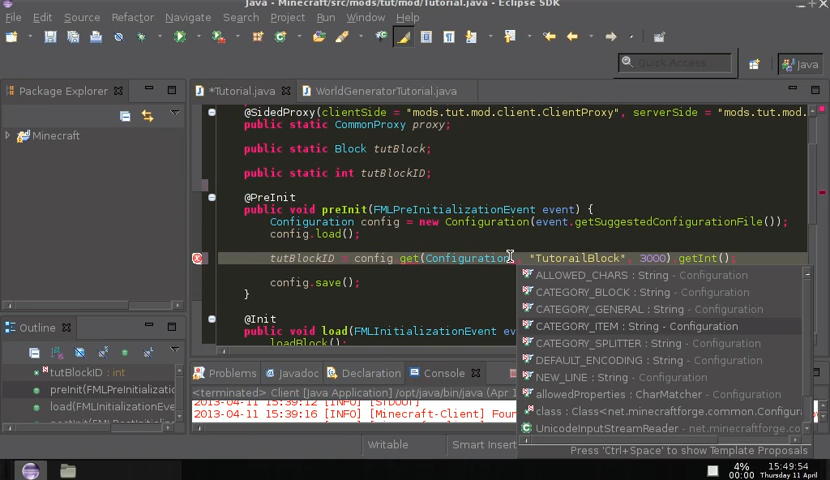 Java - Minecraft/src/mods/tut/mod/Tutorial.java - Eclipse SDK
File Edit Source Refactor Navigate Search Project Run Window Help
Quick Access
Java
Package Explorer
*Tutorial.java
WorldGeneratorTutorial.java
Minecraft
@SidedProxy(clientSide = "mods.tut.mod.client.ClientProxy", serverSide = "mods.tut.mod.
public static CommonProxy proxy;
public static Block tutBlock;
public static int tutBlockID;
@PreInit
public void preInit(FMLPreInitializationEvent event) {
Configuration config = new Configuration(event.getSuggestedConfigurationFile());
config.load();
tutBlockID = config.get(Configuration., "TutorailBlock", 3000).getInt();
config.save();
}
@Init
public void load(FMLInitializationEvent eve
loadBlock();
ALLOWED_CHARS : String - Configuration
CATEGORY_BLOCK : String - Configuration
CATEGORY_GENERAL : String - Configuration
CATEGORY_ITEM : String - Configuration
CATEGORY_SPLITTER : String - Configuration
DEFAULT_ENCODING : String - Configuration
NEW_LINE : String - Configuration
allowedProperties : CharMatcher - Configuration
class : Class<net.minecraftforge.common.Configur
UnicodeInputStreamReader - net.minecraftforge.co
Press 'Ctrl+Space' to show Template Proposals
Outline
tutBlockID : int
preInit(FMLPreInitializatio
load(FMLInitializationEve
Problems
Javadoc
Declaration
Console
<terminated> Client [Java Application] /opt/java/bin/java (Apr 1
2013-04-11 15:39:12 [INFO] [STDOUT]
2013-04-11 15:39:16 [INFO] [Minecraft-Client] Foun
Writable
Smart Insert
4%
00:00
15:49:54
Thursday 11 April